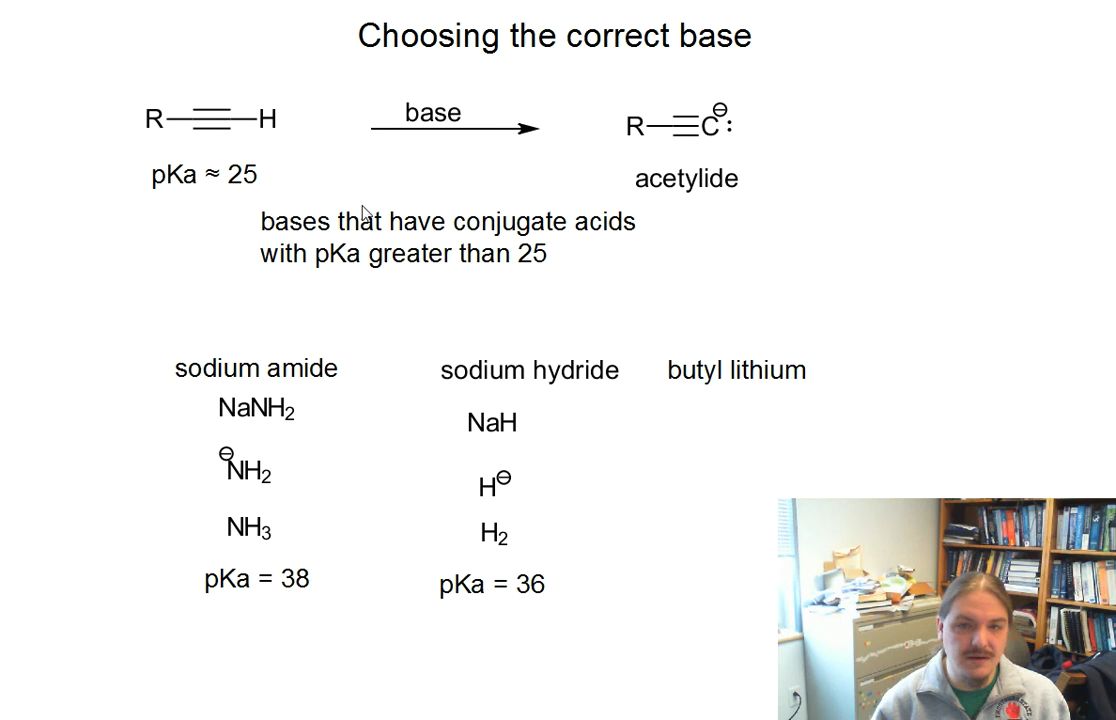 Choosing the correct base
R≡H
base
R≡C⊖:
pKa ≈ 25
acetylide
bases that have conjugate acids
with pKa greater than 25
sodium amide
sodium hydride
butyl lithium
NaNH₂
NaH
⊖NH₂
H⊖
NH₃
H₂
pKa = 38
pKa = 36